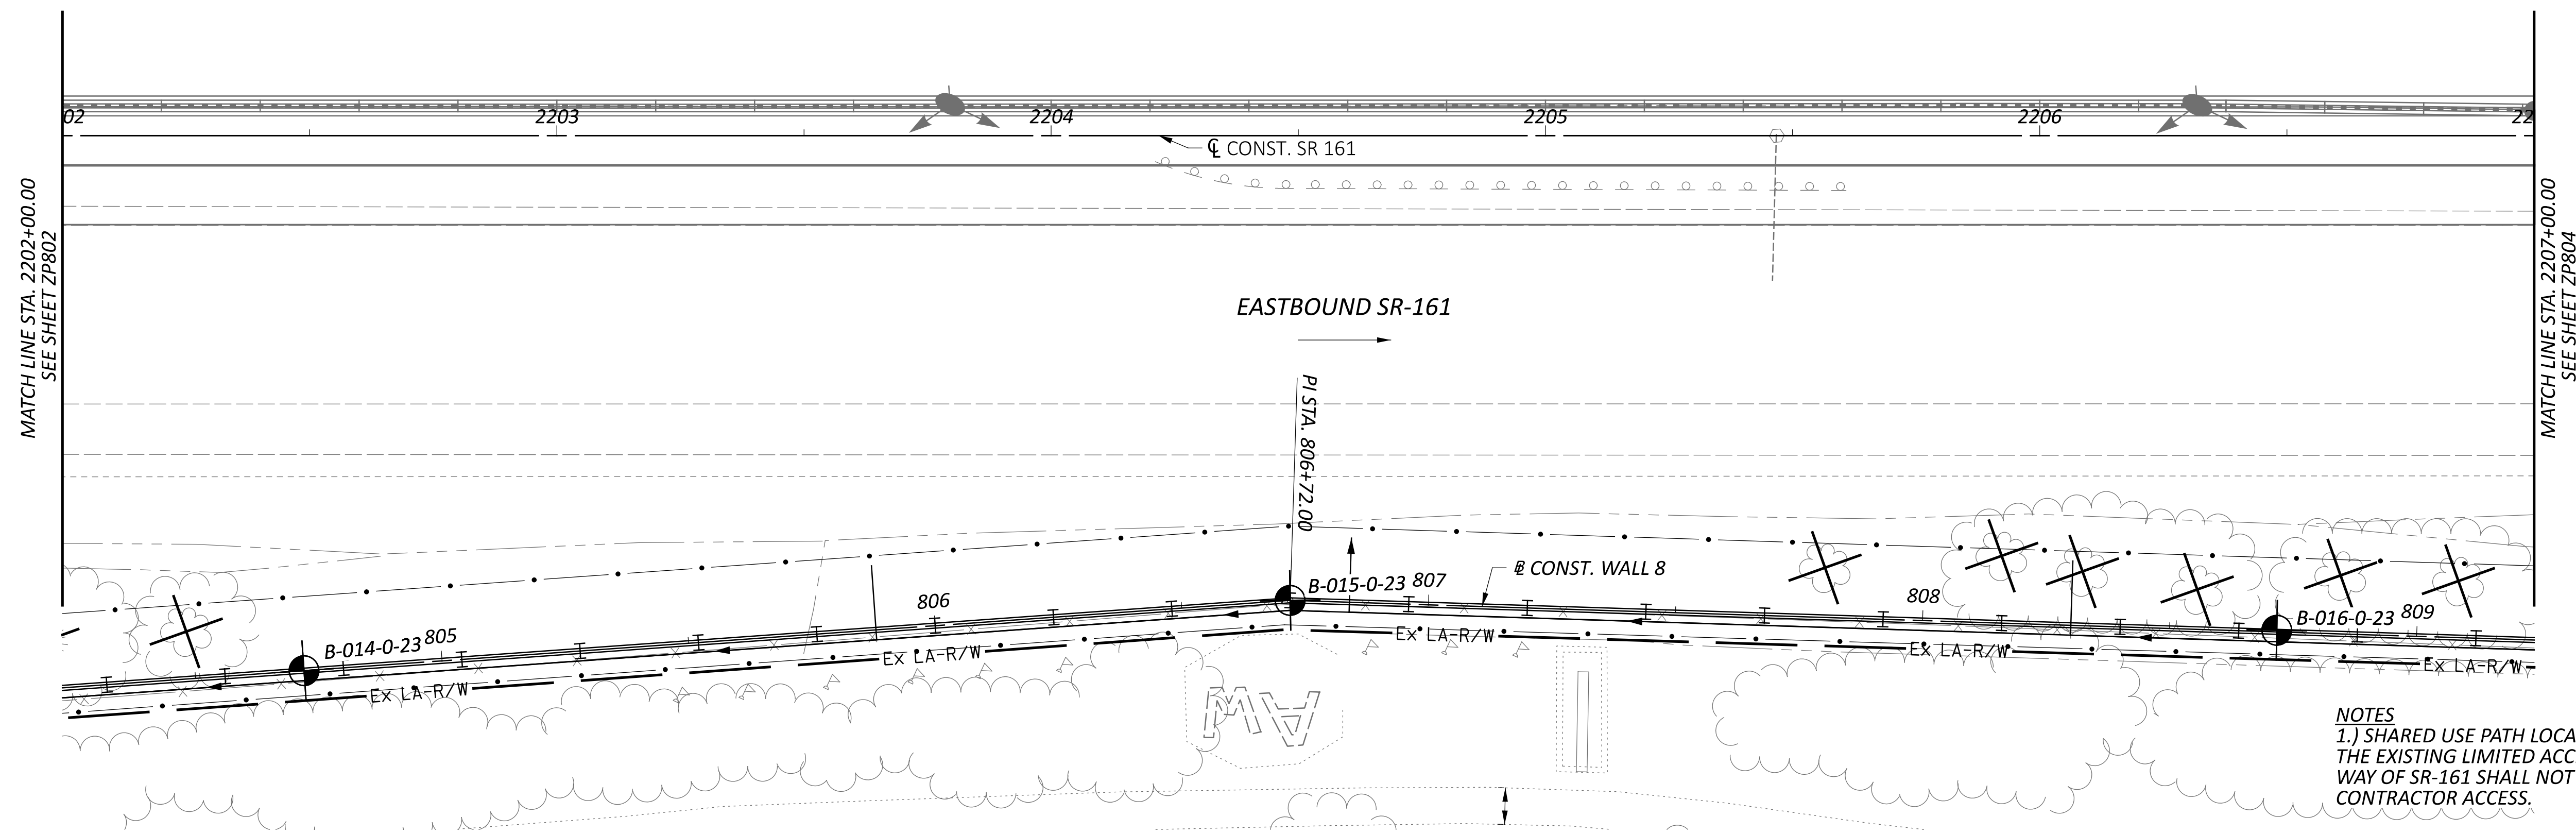 02
2203
2204
2205
2206
22
℄ CONST. SR 161
MATCH LINE STA. 2202+00.00
SEE SHEET ZP802
MATCH LINE STA. 2207+00.00
SEE SHEET ZP804
EASTBOUND SR-161
PI STA. 806+72.00
B-014-0-23
805
806
B-015-0-23
807
CONST. WALL 8
808
B-016-0-23
809
Ex LA-R/W
Ex LA-R/W
Ex LA-R/W
Ex LA-R/W
Ex LA-R/W
AW
NOTES
1.) SHARED USE PATH LOCA
THE EXISTING LIMITED ACC
WAY OF SR-161 SHALL NOT
CONTRACTOR ACCESS.